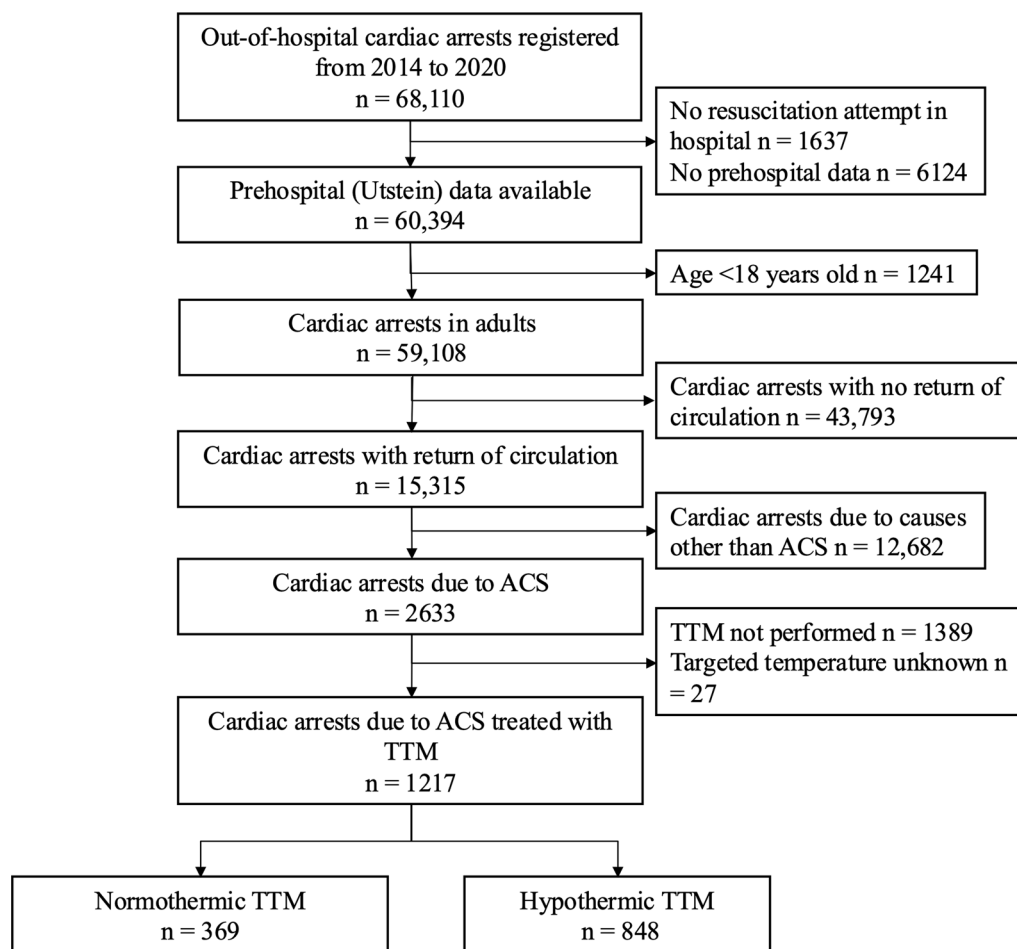 Out-of-hospital cardiac arrests registered
from 2014 to 2020
n = 68,110
No resuscitation attempt in
hospital n = 1637
No prehospital data n = 6124
Prehospital (Utstein) data available
n = 60,394
Age <18 years old n = 1241
Cardiac arrests in adults
n = 59,108
Cardiac arrests with no return of
circulation n = 43,793
Cardiac arrests with return of circulation
n = 15,315
Cardiac arrests due to causes
other than ACS n = 12,682
Cardiac arrests due to ACS
n = 2633
TTM not performed n = 1389
Targeted temperature unknown n
= 27
Cardiac arrests due to ACS treated with
TTM
n = 1217
Normothermic TTM
n = 369
Hypothermic TTM
n = 848